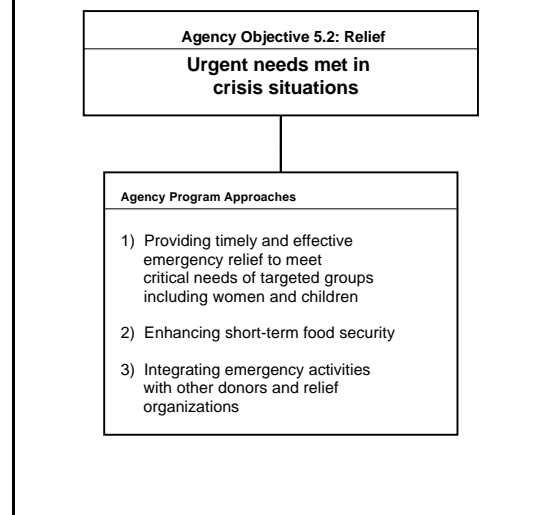 Agency Objective 5.2: Relief
Urgent needs met in
crisis situations
Agency Program Approaches
1) Providing timely and effective
emergency relief to meet
critical needs of targeted groups
including women and children
2) Enhancing short-term food security
3) Integrating emergency activities
with other donors and relief
organizations